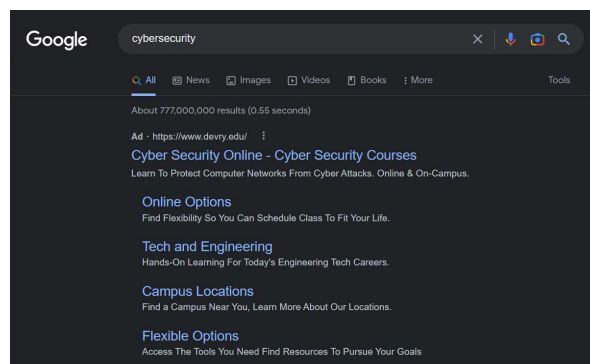 Google
cybersecurity
All News Images Videos Books More Tools
About 777,000,000 results (0.55 seconds)
Ad · https://www.devry.edu/
Cyber Security Online - Cyber Security Courses
Learn To Protect Computer Networks From Cyber Attacks. Online & On-Campus.
Online Options
Find Flexibility So You Can Schedule Class To Fit Your Life.
Tech and Engineering
Hands-On Learning For Today's Engineering Tech Careers.
Campus Locations
Find a Campus Near You, Learn More About Our Locations.
Flexible Options
Access The Tools You Need Find Resources To Pursue Your Goals